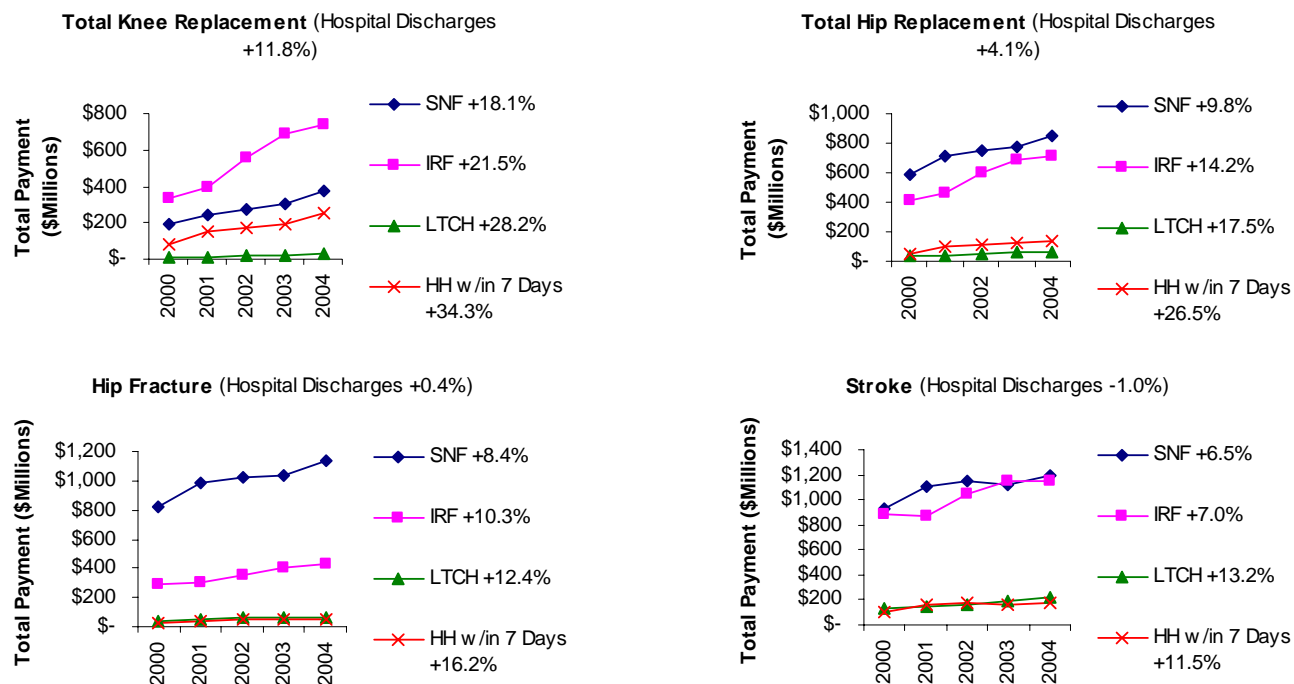 Total Knee Replacement (Hospital Discharges
+11.8%)
Total Payment
($Millions)
$800
$600
$400
$200
$-
2000
2001
2002
2003
2004
SNF +18.1%
IRF +21.5%
LTCH +28.2%
HH w/in 7 Days
+34.3%
Total Hip Replacement (Hospital Discharges
+4.1%)
Total Payment
($Millions)
$1,000
$800
$600
$400
$200
$-
2000
2002
2004
SNF +9.8%
IRF +14.2%
LTCH +17.5%
HH w/in 7 Days
+26.5%
Hip Fracture (Hospital Discharges +0.4%)
Total Payment ($Millions)
$1,200
$1,000
$800
$600
$400
$200
$-
2000
2001
2002
2003
2004
SNF +8.4%
IRF +10.3%
LTCH +12.4%
HH w/in 7 Days
+16.2%
Stroke (Hospital Discharges -1.0%)
Total Payment ($Millions)
$1,400
$1,200
$1,000
$800
$600
$400
$200
$-
2000
2001
2002
2003
2004
SNF +6.5%
IRF +7.0%
LTCH +13.2%
HH w/in 7 Days
+11.5%